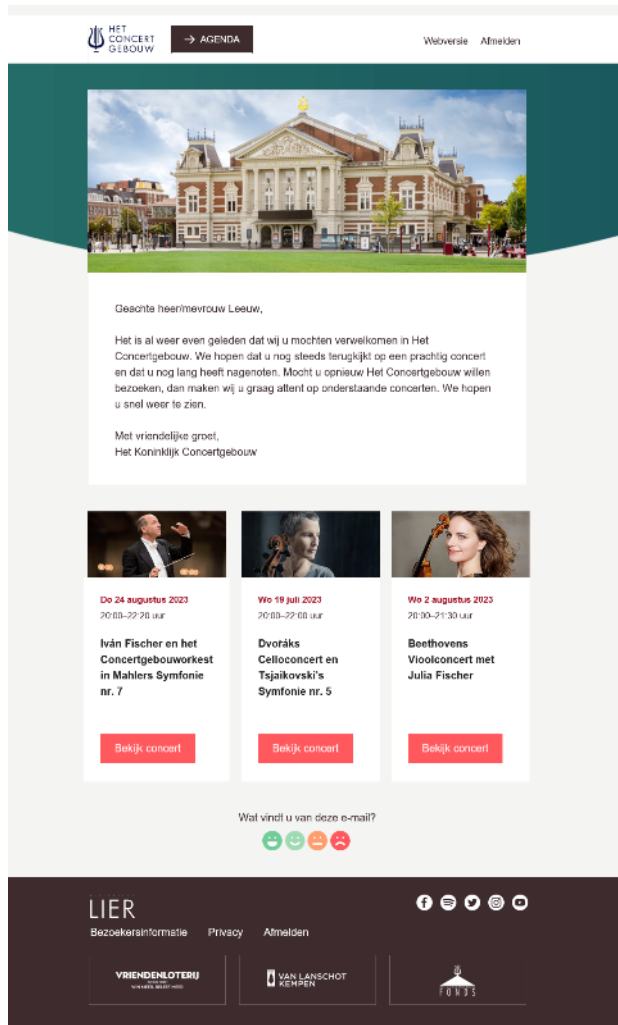 HET
CONCERT
GEBOUW
→ AGENDA
Webversie Afmelden
Geachte heer/mevrouw Leeuw,
Het is al weer even geleden dat wij u mochten verwelkomen in Het
Concertgebouw. We hopen dat u nog steeds terugkijkt op een prachtig concert
en dat u nog lang heeft nagenoten. Mocht u opnieuw Het Concertgebouw willen
bezoeken, dan maken wij u graag attent op onderstaande concerten. We hopen
u snel weer te zien.
Met vriendelijke groet,
Het Koninklijk Concertgebouw
Do 24 augustus 2023
20:00–22:20 uur
Iván Fischer en het
Concertgebouworkest
in Mahlers Symfonie
nr. 7
Bekijk concert
Wo 19 juli 2023
20:00–22:00 uur
Dvořáks
Celloconcert en
Tsjaikovski's
Symfonie nr. 5
Bekijk concert
Wo 2 augustus 2023
20:00–21:30 uur
Beethovens
Vioolconcert met
Julia Fischer
Bekijk concert
Wat vindt u van deze e-mail?
LIER
Bezoekersinformatie Privacy Afmelden
VRIENDENLOTERIJ
WIN MEER, BELEEF MEER
VAN LANSCHOT
KEMPEN
FONDS